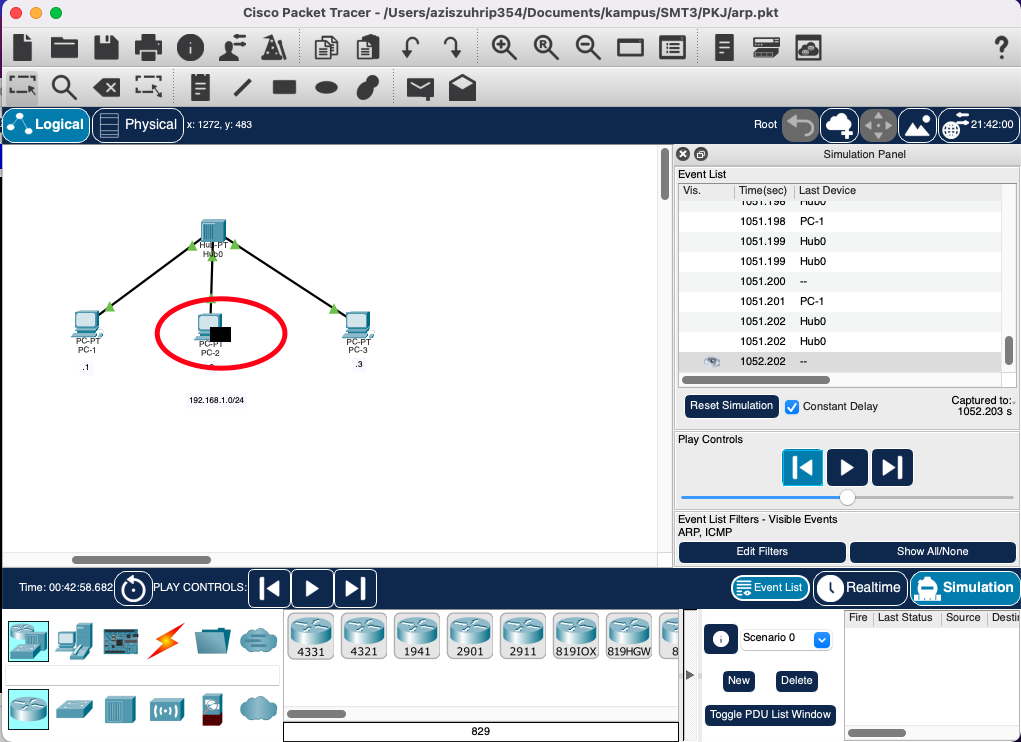 Cisco Packet Tracer - /Users/aziszuhrip354/Documents/kampus/SMT3/PKJ/arp.pkt
Logical
Physical
x: 1272, y: 483
Root
21:42:00
Simulation Panel
Event List
Vis.
Time(sec)
Last Device
1051.198 Hub0
1051.198 PC-1
1051.199 Hub0
1051.199 Hub0
1051.200 --
1051.201 PC-1
1051.202 Hub0
1051.202 Hub0
1052.202 --
Hub-PT
Hub0
PC-PT
PC-1
.1
PC-PT
PC-2
PC-PT
PC-3
.3
192.168.1.0/24
Reset Simulation
Constant Delay
Captured to:
1052.203 s
Play Controls
Event List Filters - Visible Events
ARP, ICMP
Edit Filters
Show All/None
Time: 00:42:58.682
PLAY CONTROLS:
Event List
Realtime
Simulation
4331
4321
1941
2901
2911
819IOX
819HGW
829
Scenario 0
New
Delete
Toggle PDU List Window
Fire
Last Status
Source